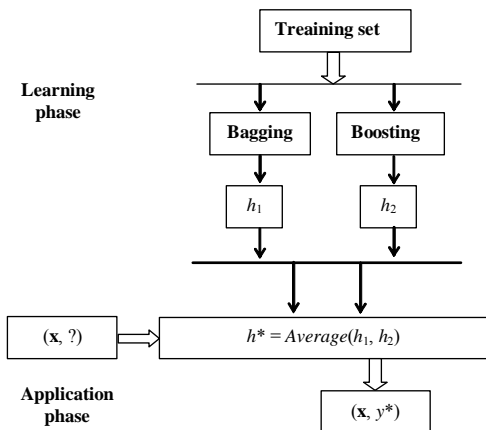 Treaining set
Learning
phase
Bagging
Boosting
h₁
h₂
(x, ?)
h* = Average(h₁, h₂)
Application
phase
(x, y*)